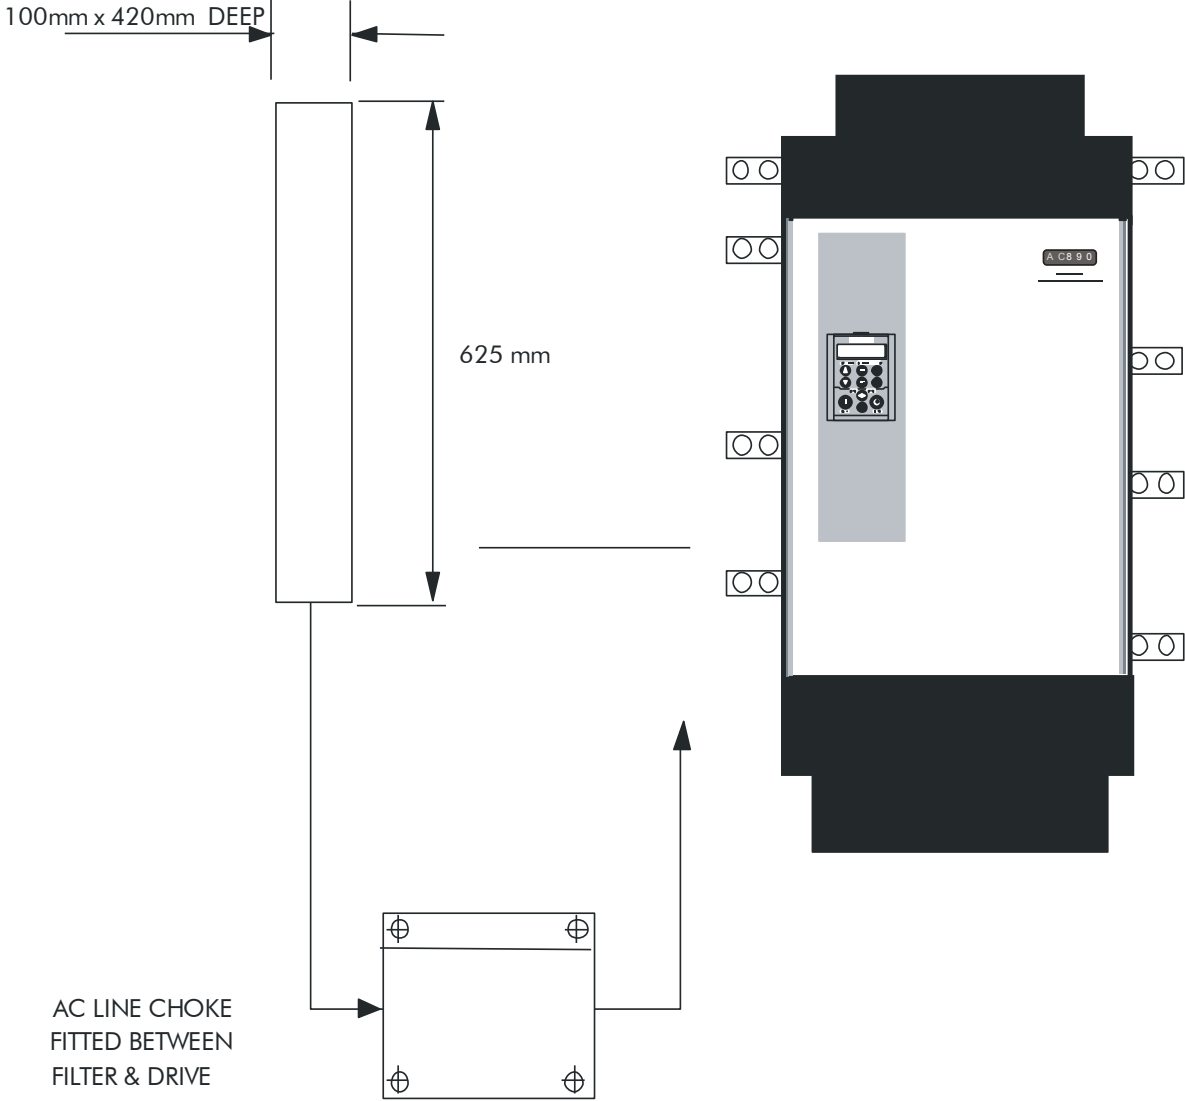 100mm x 420mm DEEP
AC890
625 mm
AC LINE CHOKE
FITTED BETWEEN
FILTER & DRIVE